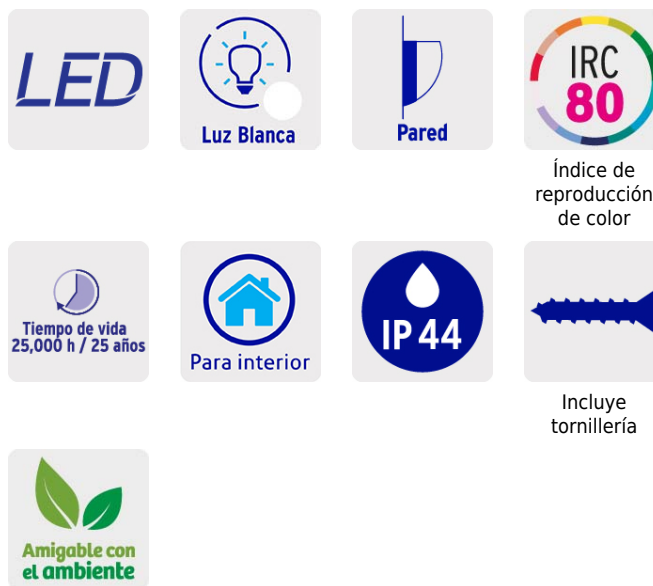 LED
Luz Blanca
Pared
IRC
80
Índice de
reproducción
de color
Tiempo de vida
25,000 h / 25 años
Para interior
IP 44
Incluye
tornillería
Amigable con
el ambiente